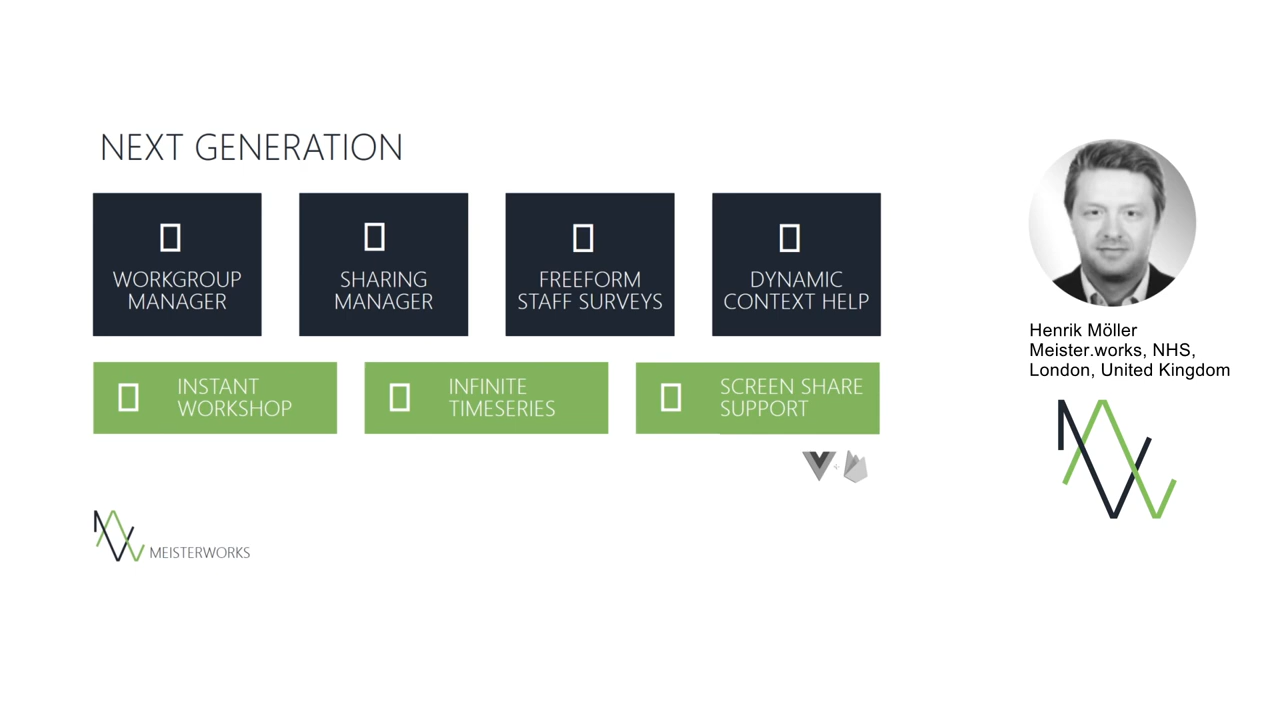 NEXT GENERATION
WORKGROUP
MANAGER
SHARING
MANAGER
FREEFORM
STAFF SURVEYS
DYNAMIC
CONTEXT HELP
INSTANT
WORKSHOP
INFINITE
TIMESERIES
SCREEN SHARE
SUPPORT
MEISTERWORKS
Henrik Möller
Meister.works, NHS,
London, United Kingdom